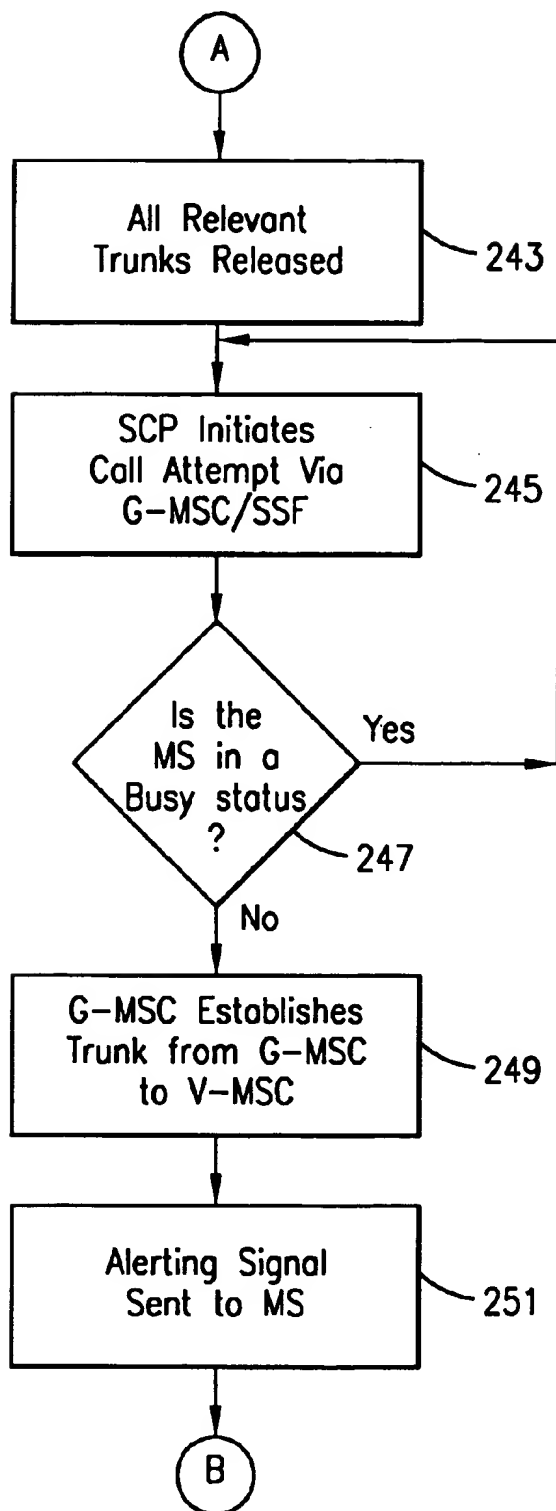 A
All Relevant
Trunks Released
243
SCP Initiates
Call Attempt Via
G-MSC/SSF
245
Is the
MS in a
Busy status
?
Yes
247
No
G-MSC Establishes
Trunk from G-MSC
to V-MSC
249
Alerting Signal
Sent to MS
251
B